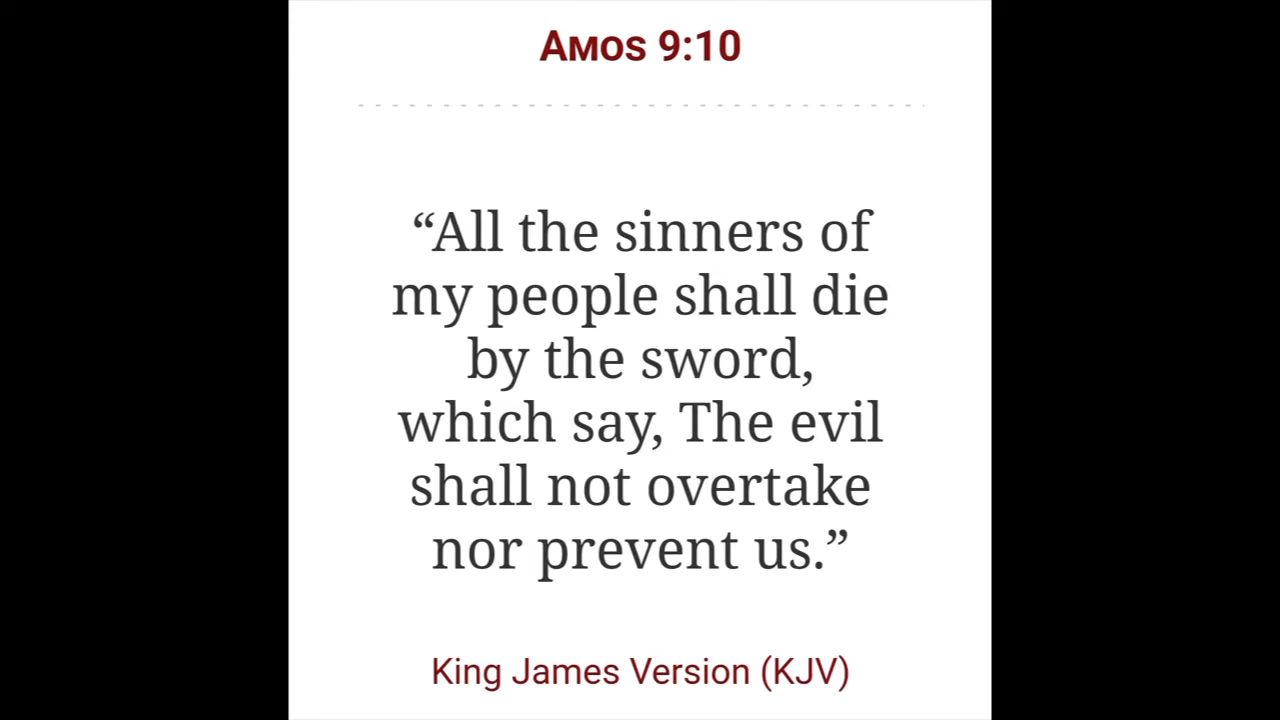 Amos 9:10
“All the sinners of
my people shall die
by the sword,
which say, The evil
shall not overtake
nor prevent us.”
King James Version (KJV)